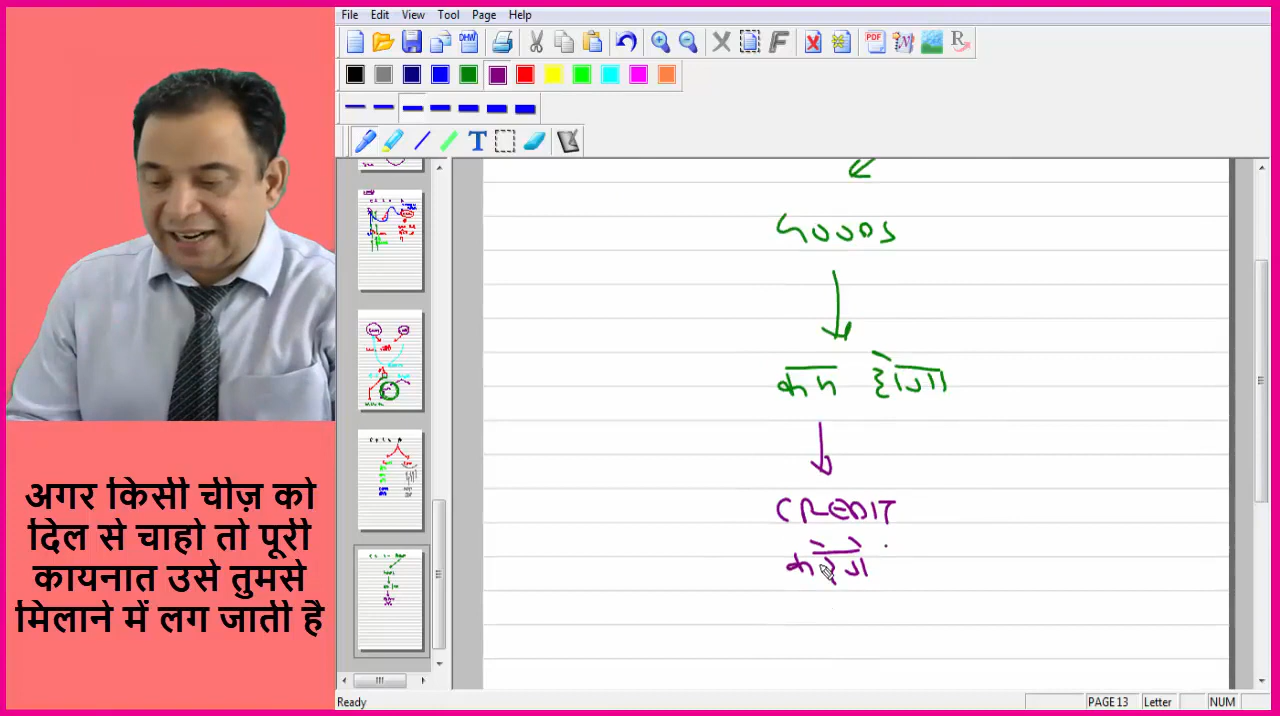 File Edit View Tool Page Help
PDF
GOODS
कम होगा
CREDIT
करेगे
अगर किसी चीज़ को
दिल से चाहो तो पूरी
कायनात उसे तुमसे
मिलाने में लग जाती है
Ready
PAGE 13 Letter NUM